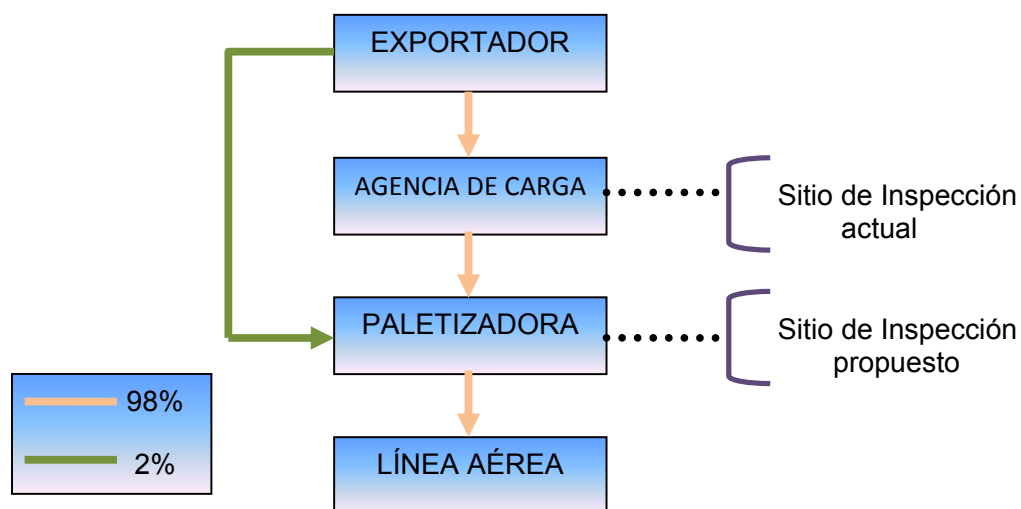 EXPORTADOR
AGENCIA DE CARGA
Sitio de Inspección
actual
PALETIZADORA
Sitio de Inspección
propuesto
98%
2%
LÍNEA AÉREA